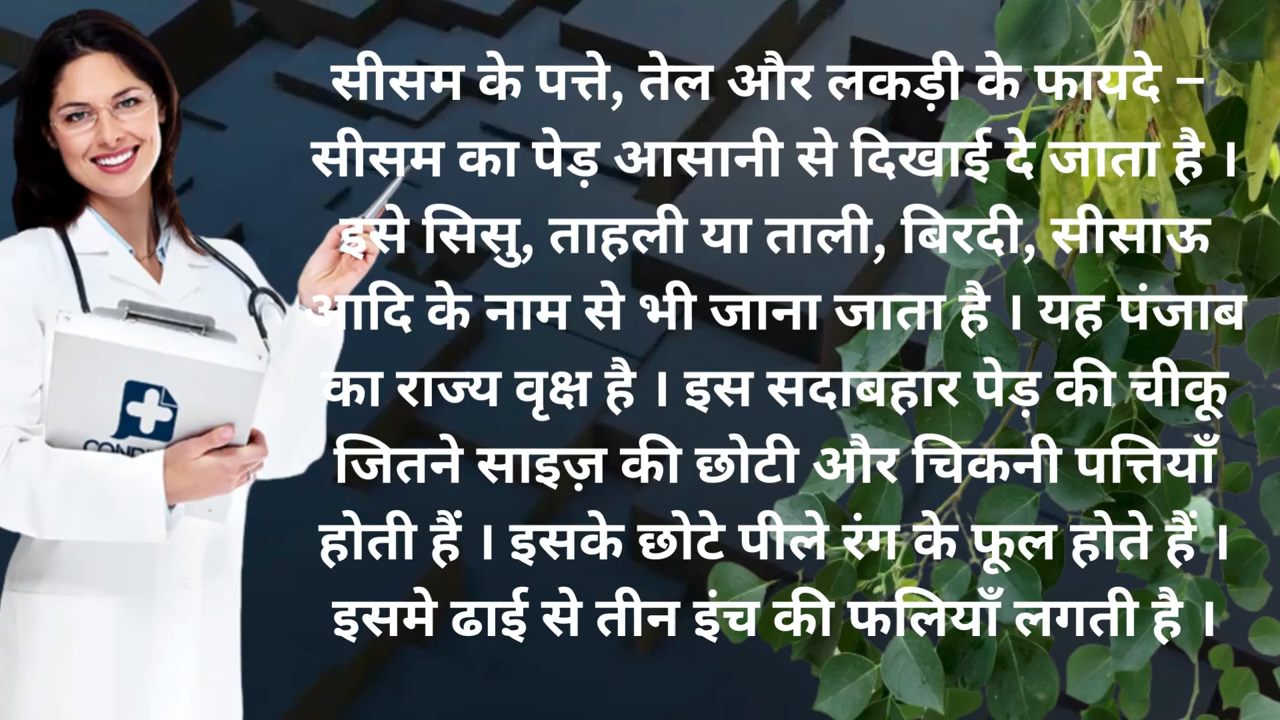 सीसम के पत्ते, तेल और लकड़ी के फायदे –
सीसम का पेड़ आसानी से दिखाई दे जाता है ।
इसे सिसु, ताहली या ताली, बिरदी, सीसाऊ
आदि के नाम से भी जाना जाता है । यह पंजाब
का राज्य वृक्ष है । इस सदाबहार पेड़ की चीकू
जितने साइज़ की छोटी और चिकनी पत्तियाँ
होती हैं । इसके छोटे पीले रंग के फूल होते हैं ।
इसमे ढाई से तीन इंच की फलियाँ लगती है ।